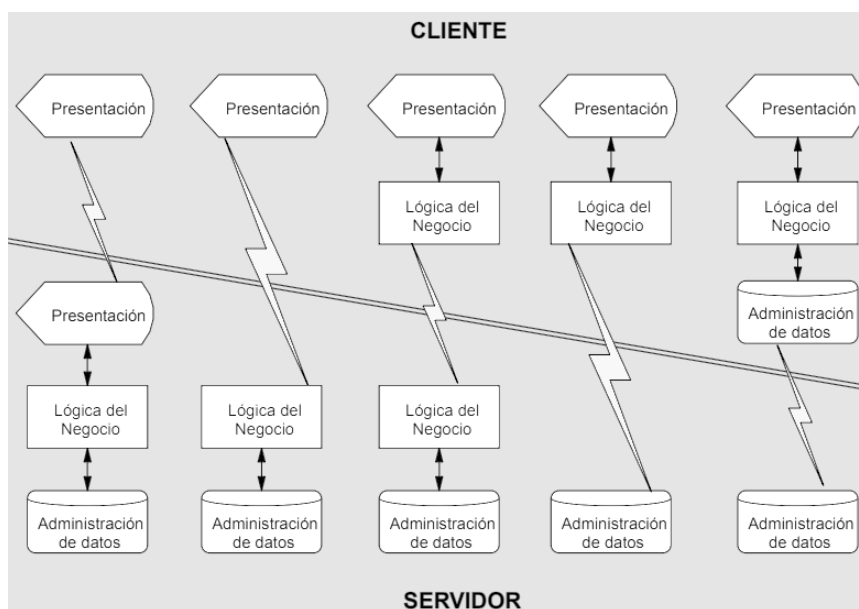 CLIENTE
Presentación
Presentación
Presentación
Presentación
Presentación
Lógica del
Negocio
Lógica del
Negocio
Lógica del
Negocio
Presentación
Administración
de datos
Lógica del
Negocio
Lógica del
Negocio
Lógica del
Negocio
Administración
de datos
Administración
de datos
Administración
de datos
Administración
de datos
Administración
de datos
SERVIDOR